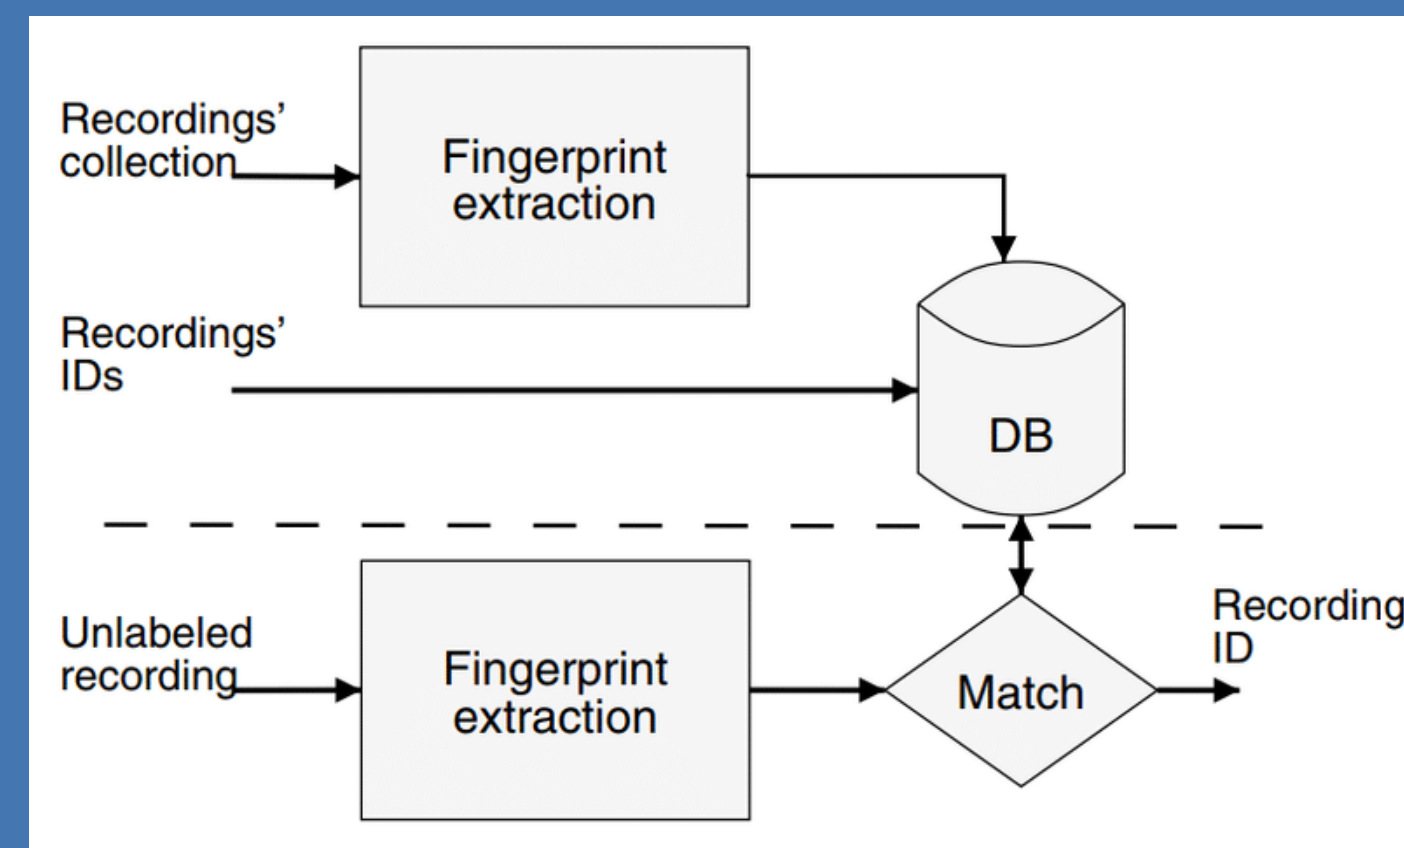 Recordings’
collection
Fingerprint
extraction
Recordings’
IDs
DB
Unlabeled
recording
Fingerprint
extraction
Match
Recording
ID